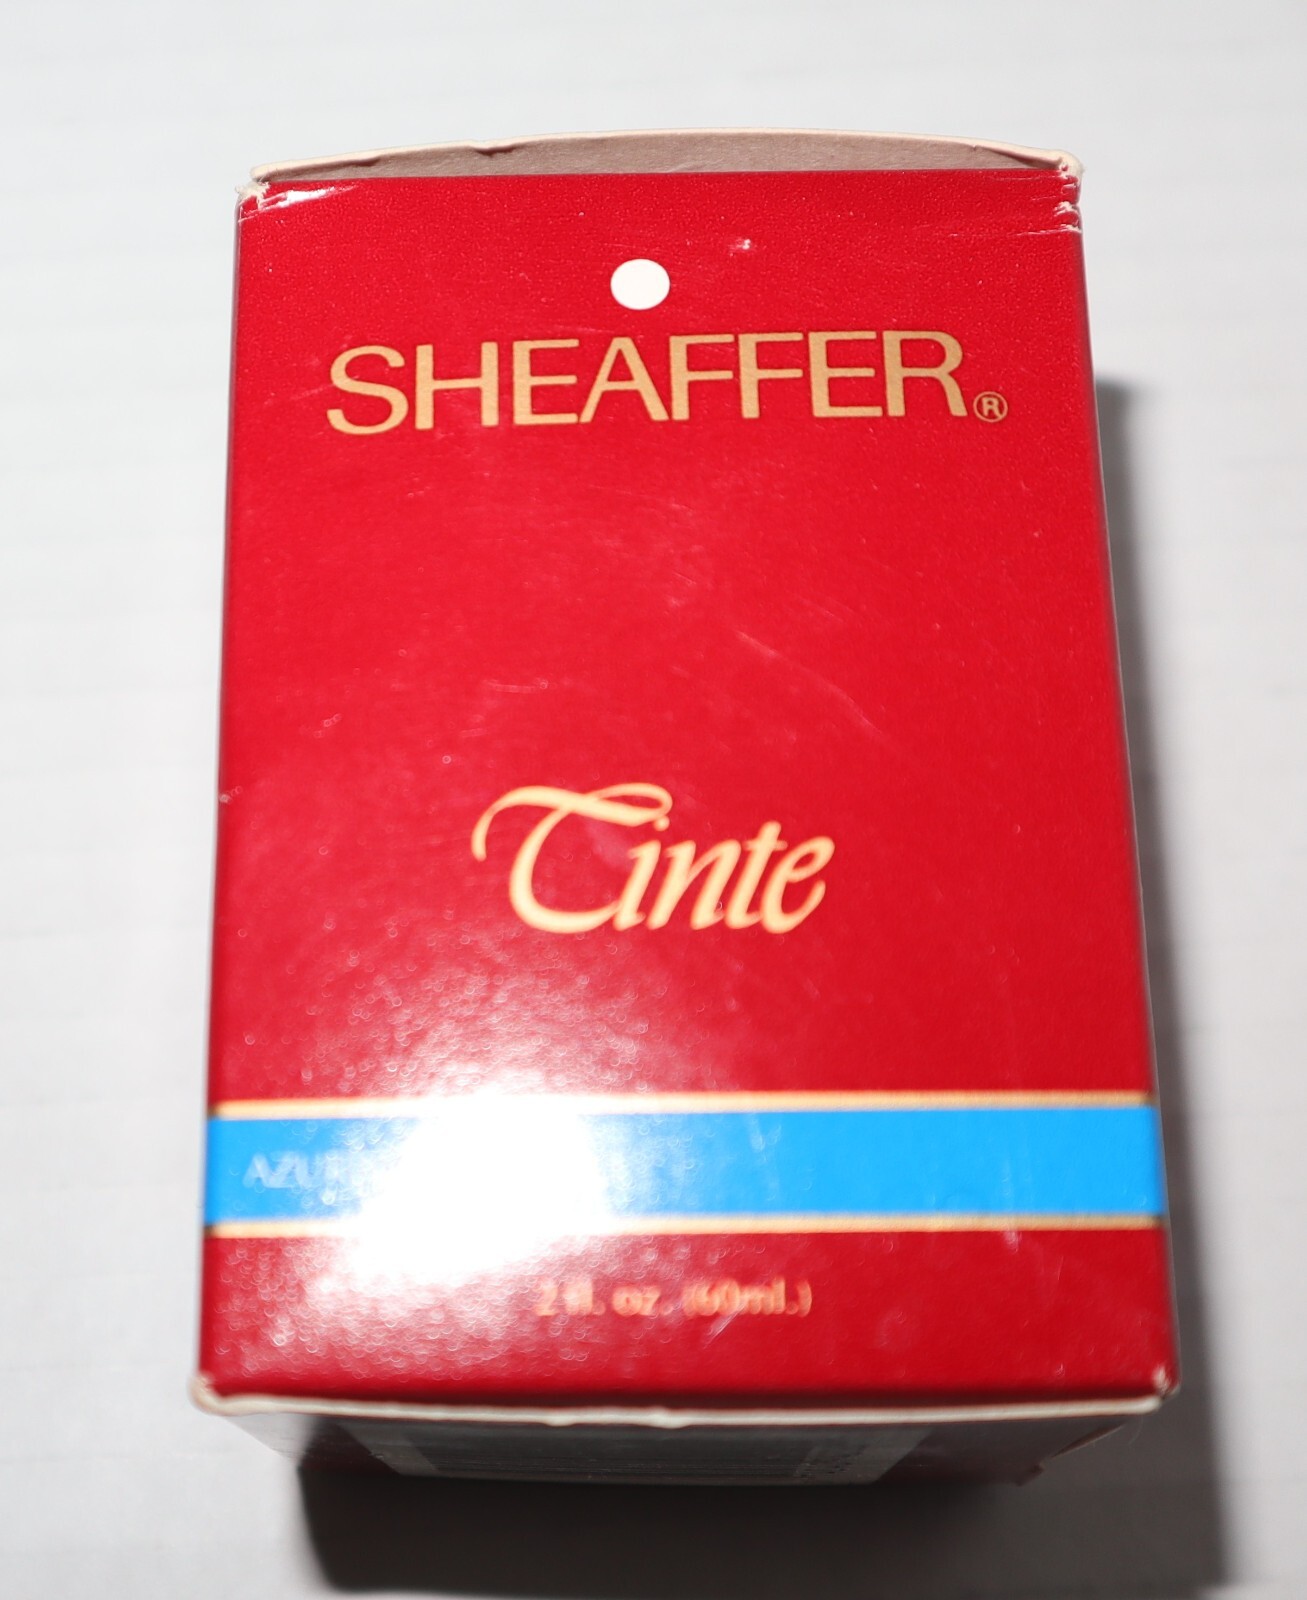 SHEAFFER®
Tinte
2 fl. oz. (60ml.)